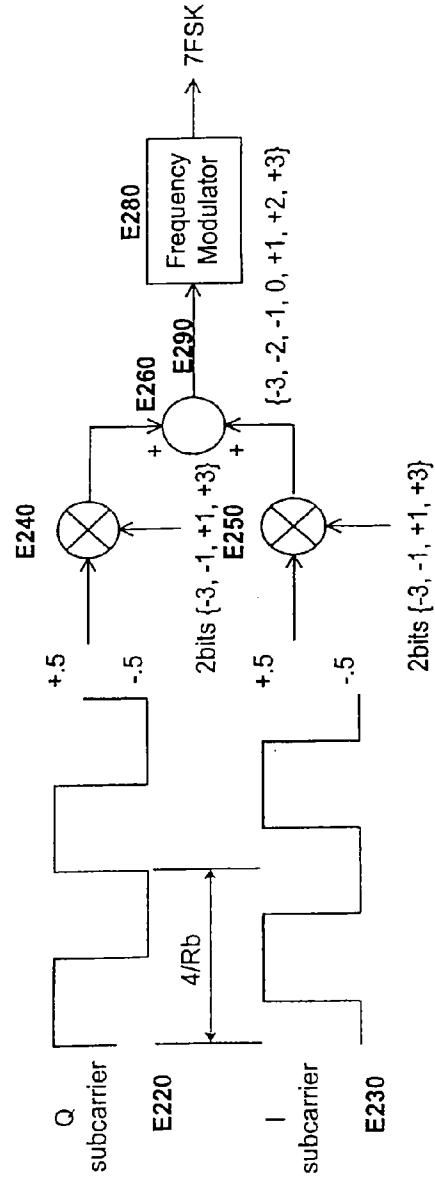 Q
subcarrier
E220
+.5
-.5
4/Rb
I
subcarrier
E230
+.5
-.5
E240
2bits {-3, -1, +1, +3}
E250
2bits {-3, -1, +1, +3}
+
+
E260
E290
{-3, -2, -1, 0, +1, +2, +3}
E280
Frequency
Modulator
7FSK